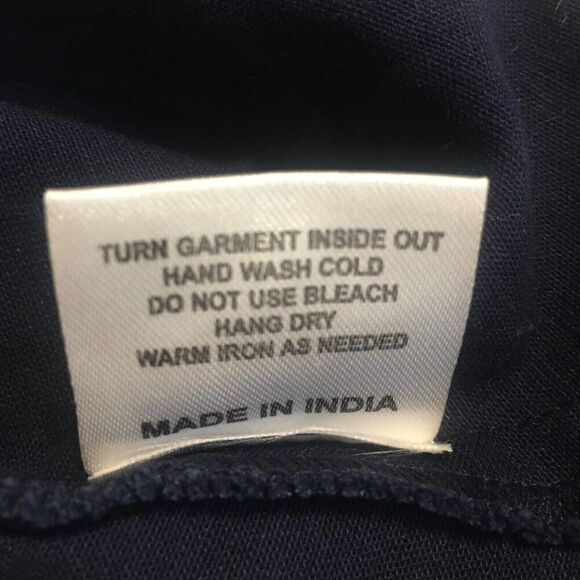 TURN GARMENT INSIDE OUT
HAND WASH COLD
DO NOT USE BLEACH
HANG DRY
WARM IRON AS NEEDED
MADE IN INDIA